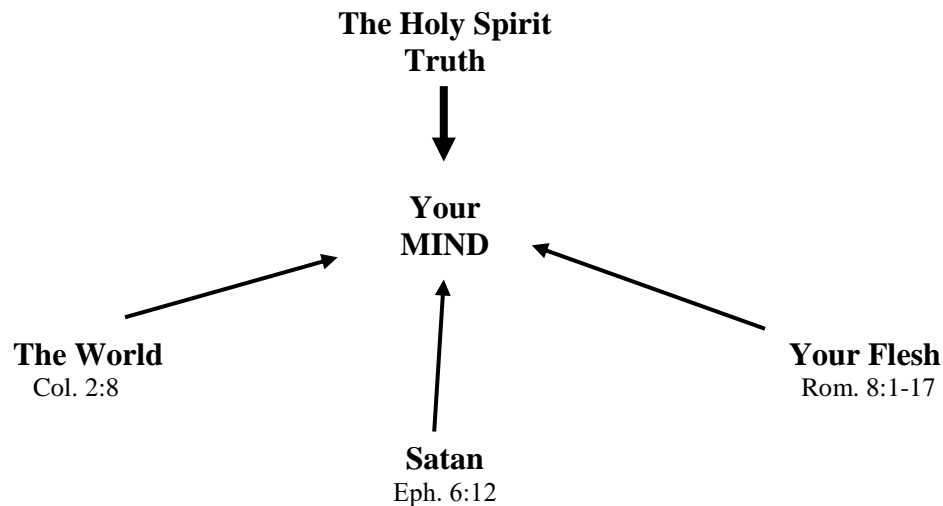 The Holy Spirit
Truth
Your
MIND
The World
Col. 2:8
Your Flesh
Rom. 8:1-17
Satan
Eph. 6:12